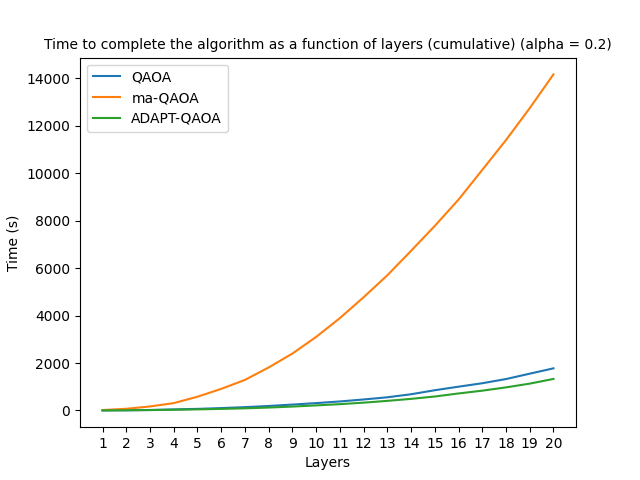 Time to complete the algorithm as a function of layers (cumulative) (alpha = 0.2)
QAOA
ma-QAOA
ADAPT-QAOA
14000
12000
10000
8000
6000
4000
2000
0
Time (s)
1 2 3 4 5 6 7 8 9 10 11 12 13 14 15 16 17 18 19 20
Layers